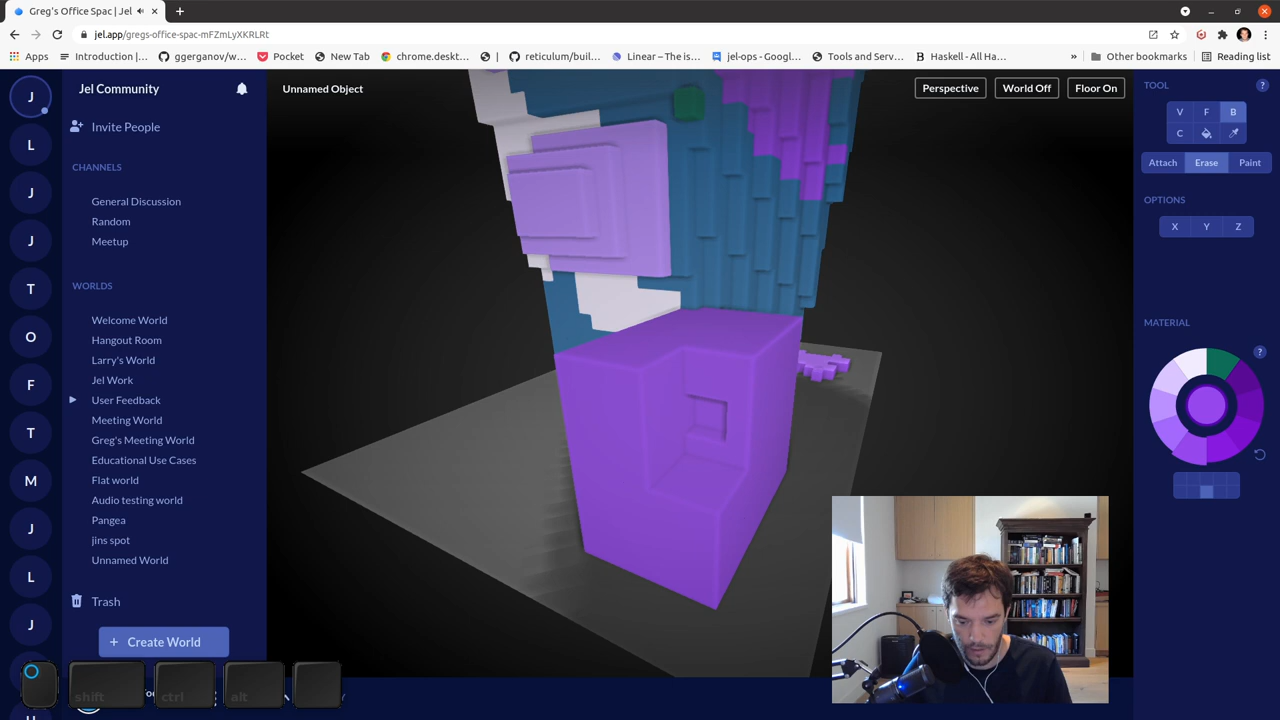 Greg's Office Spac | Jel
jel.app/gregs-office-spac-mFZmLyXKRLRt
Apps
Introduction |…
ggerganov/w…
Pocket
New Tab
chrome.deskt…
|
reticulum/buil…
Linear – The is…
jel-ops - Googl…
Tools and Serv…
Haskell - All Ha…
»
Other bookmarks
Reading list
J
L
J
J
T
O
F
T
M
J
L
J
Jel Community
Invite People
CHANNELS
General Discussion
Random
Meetup
WORLDS
Welcome World
Hangout Room
Larry's World
Jel Work
User Feedback
Meeting World
Greg's Meeting World
Educational Use Cases
Flat world
Audio testing world
Pangea
jins spot
Unnamed World
Trash
+ Create World
shift
ctrl
alt
Unnamed Object
Perspective
World Off
Floor On
TOOL
?
V
F
B
C
Attach
Erase
Paint
OPTIONS
X
Y
Z
MATERIAL
?